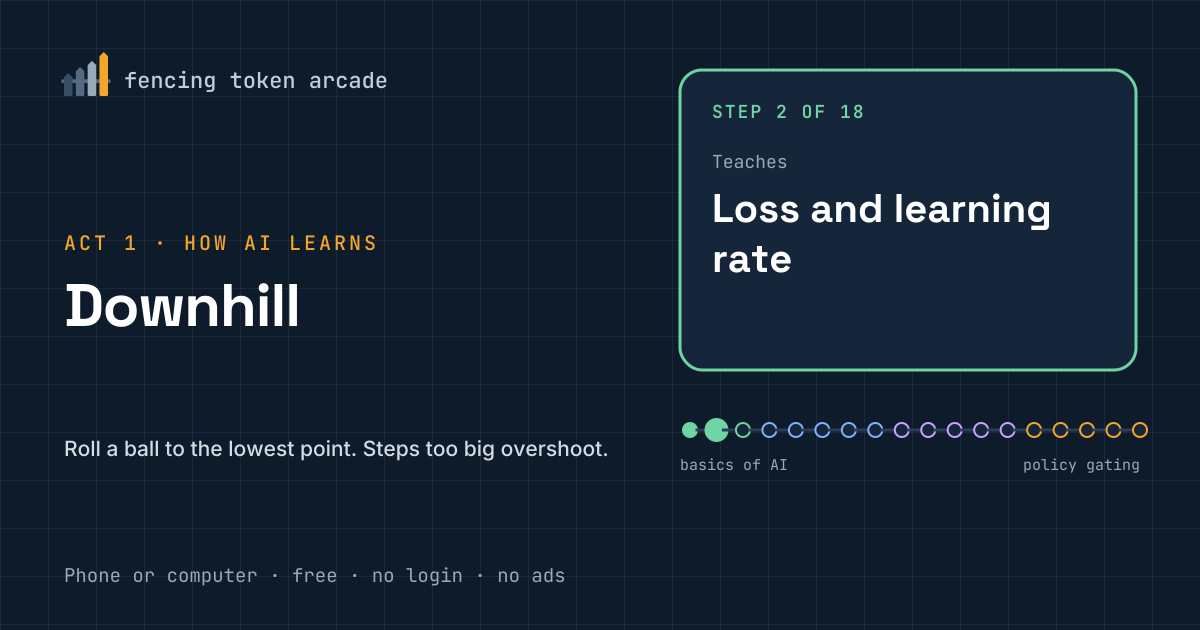 fencing token arcade
ACT 1 · HOW AI LEARNS
Downhill
Roll a ball to the lowest point. Steps too big overshoot.
Phone or computer · free · no login · no ads
STEP 2 OF 18
Teaches
Loss and learning
rate
basics of AI
policy gating